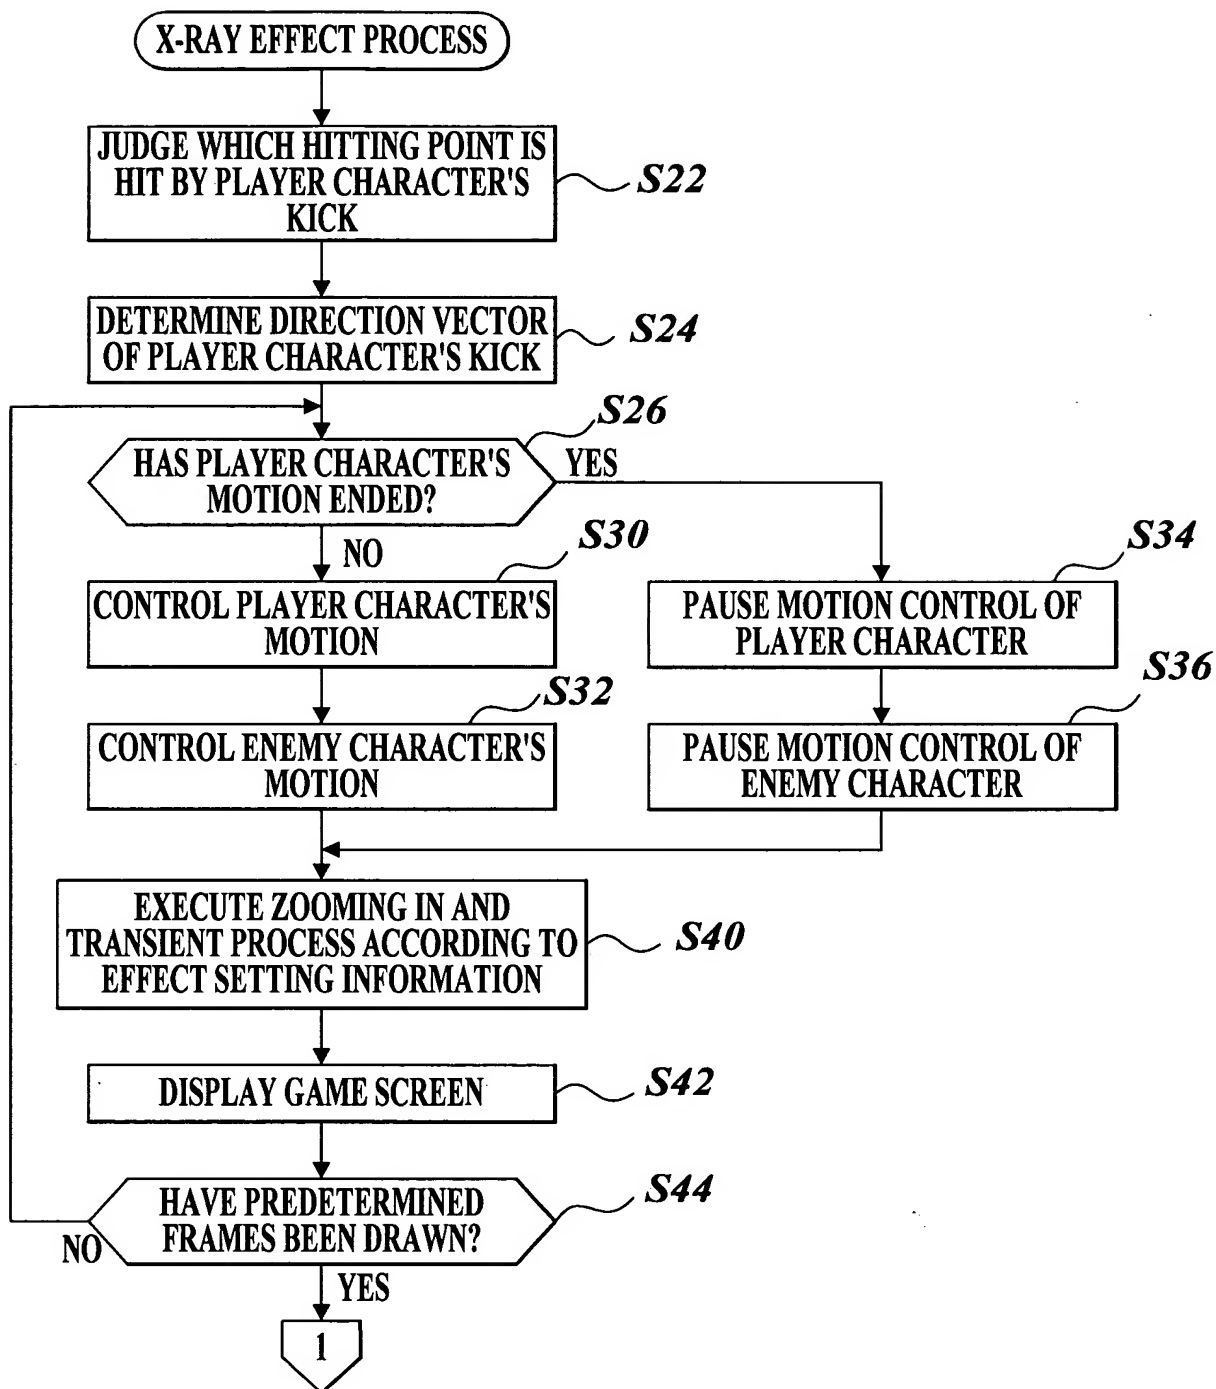 X-RAY EFFECT PROCESS
JUDGE WHICH HITTING POINT IS
HIT BY PLAYER CHARACTER'S
KICK
S22
DETERMINE DIRECTION VECTOR
OF PLAYER CHARACTER'S KICK
S24
S26
HAS PLAYER CHARACTER'S
MOTION ENDED?
YES
NO
S30
CONTROL PLAYER CHARACTER'S
MOTION
S34
PAUSE MOTION CONTROL OF
PLAYER CHARACTER
S32
CONTROL ENEMY CHARACTER'S
MOTION
S36
PAUSE MOTION CONTROL OF
ENEMY CHARACTER
EXECUTE ZOOMING IN AND
TRANSIENT PROCESS ACCORDING TO
EFFECT SETTING INFORMATION
S40
DISPLAY GAME SCREEN
S42
HAVE PREDETERMINED
FRAMES BEEN DRAWN?
S44
NO
YES
1